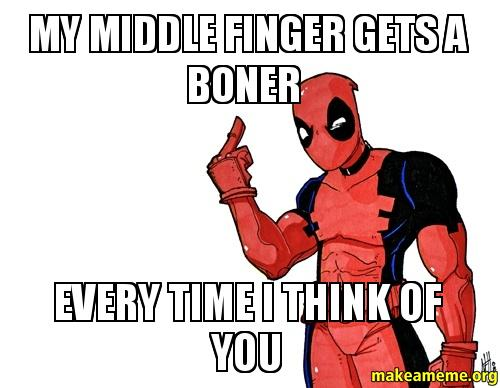 MY MIDDLE FINGER GETS A
BONER
EVERY TIME I THINK OF
YOU
makeameme.org